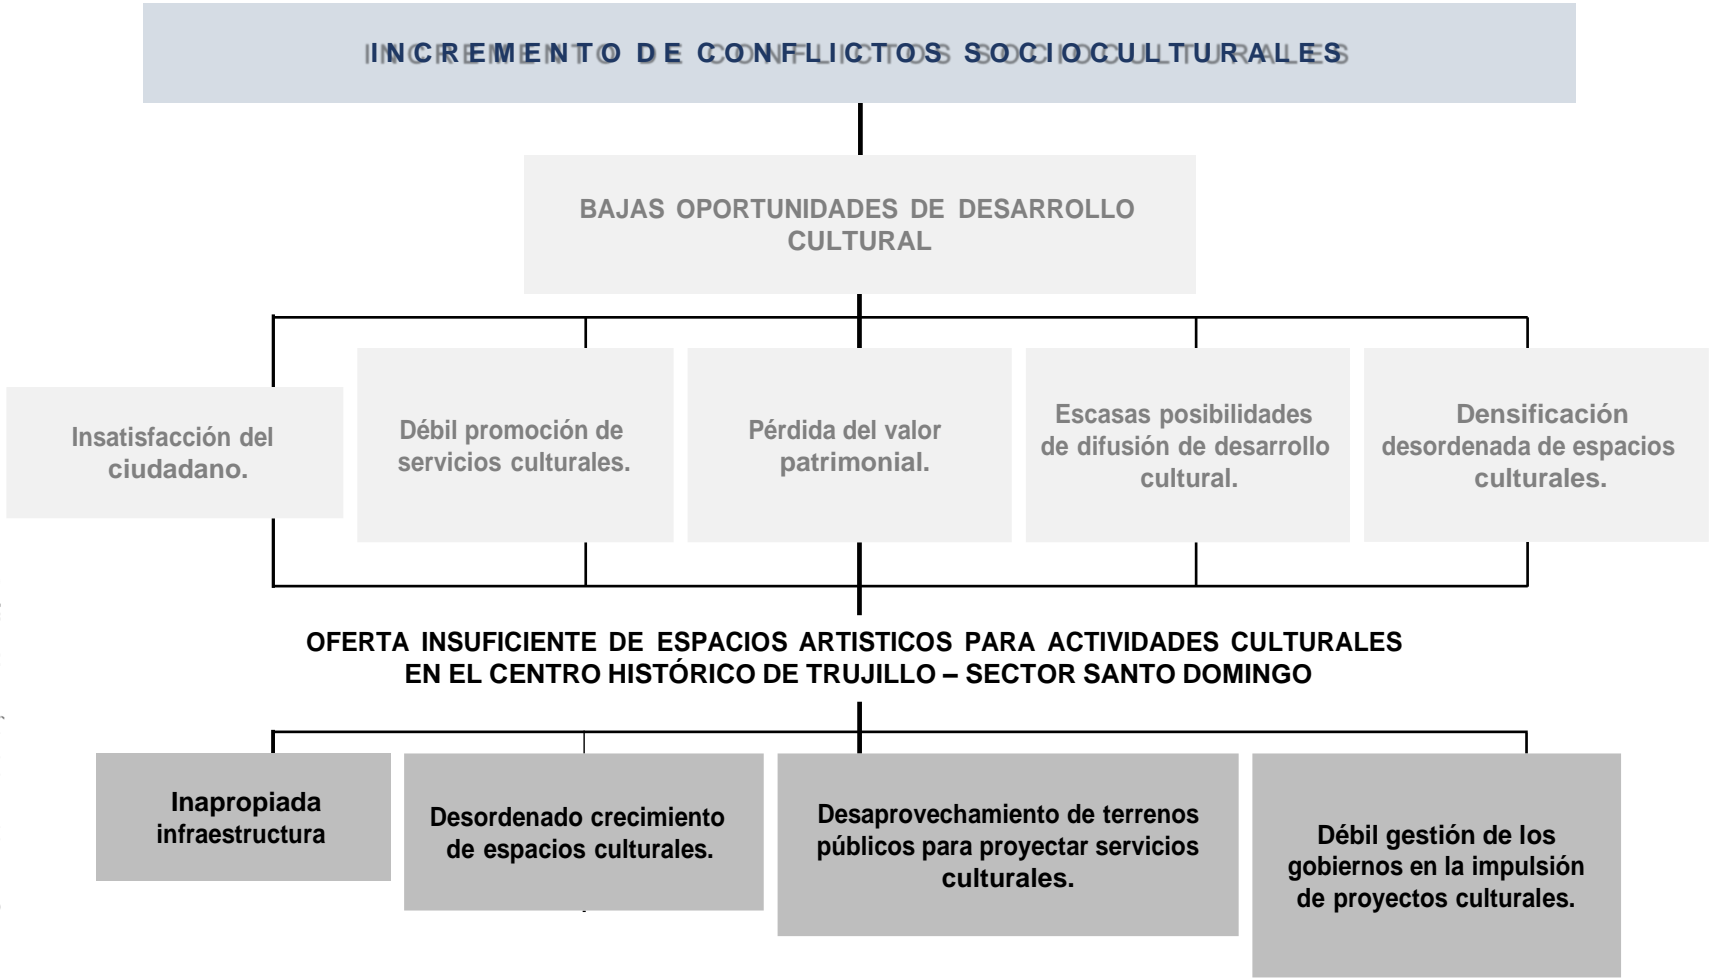 INCREMENTO DE CONFLICTOS SOCIOCULTURALES
BAJAS OPORTUNIDADES DE DESARROLLO
CULTURAL
Insatisfacción del
ciudadano.
Débil promoción de
servicios culturales.
Pérdida del valor
patrimonial.
Escasas posibilidades
de difusión de desarrollo
cultural.
Densificación
desordenada de espacios
culturales.
OFERTA INSUFICIENTE DE ESPACIOS ARTISTICOS PARA ACTIVIDADES CULTURALES
EN EL CENTRO HISTÓRICO DE TRUJILLO – SECTOR SANTO DOMINGO
Inapropiada
infraestructura
Desordenado crecimiento
de espacios culturales.
Desaprovechamiento de terrenos
públicos para proyectar servicios
culturales.
Débil gestión de los
gobiernos en la impulsión
de proyectos culturales.